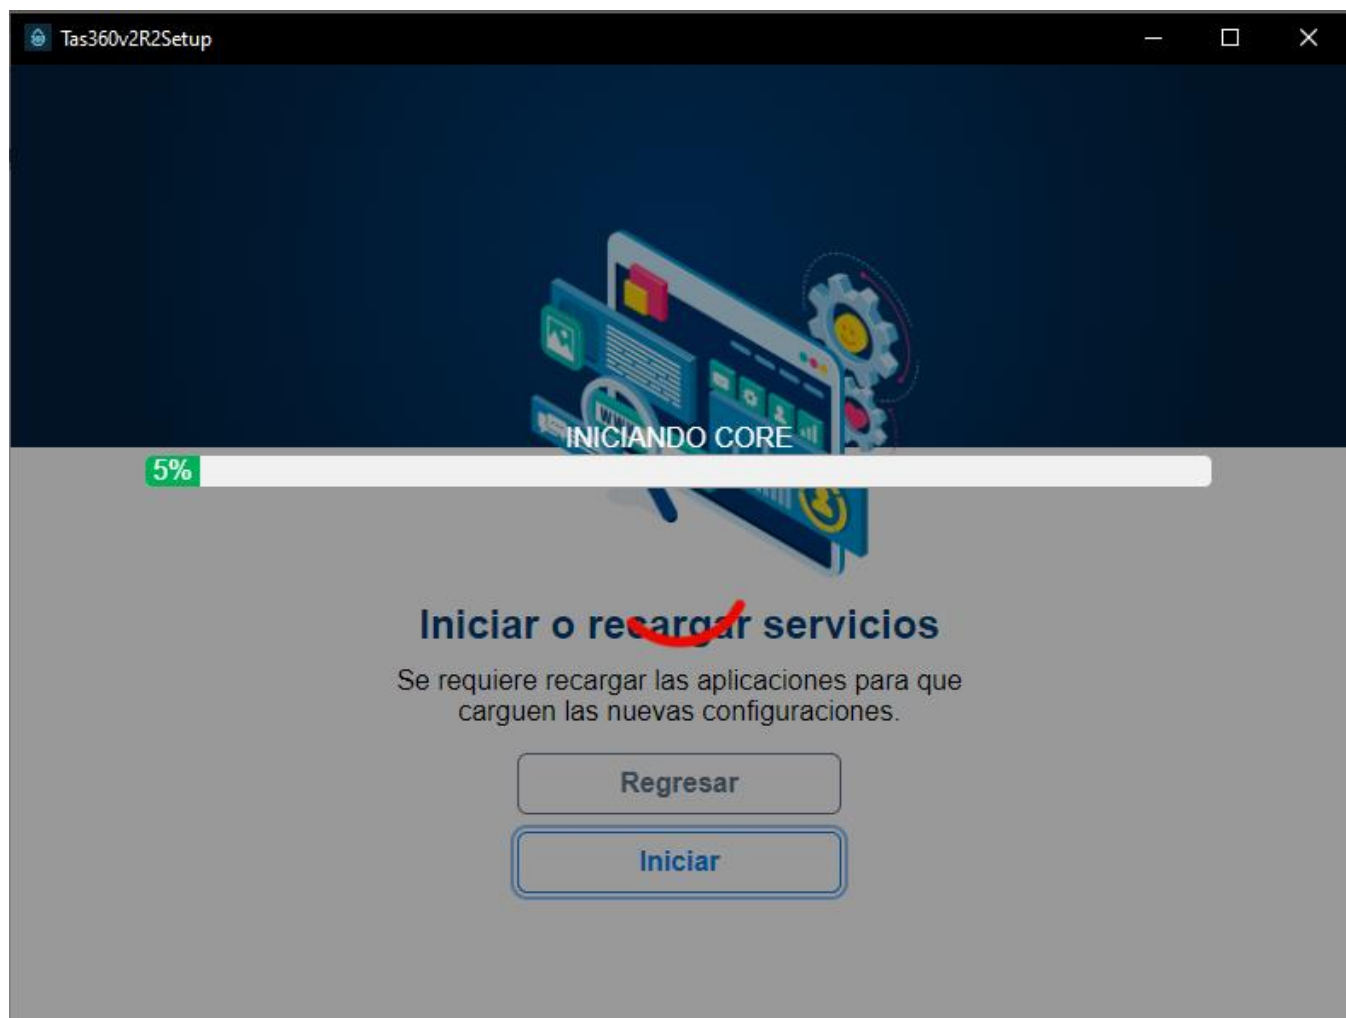 Tas360v2R2Setup
INICIANDO CORE
5%
Iniciar o recargar servicios
Se requiere recargar las aplicaciones para que
carguen las nuevas configuraciones.
Regresar
Iniciar